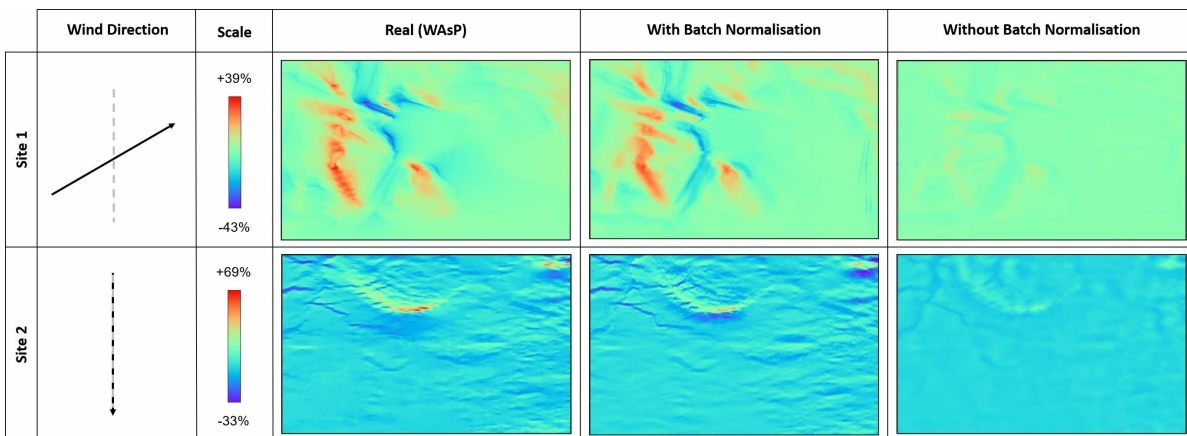 Wind Direction
Scale
Real (WAsP)
With Batch Normalisation
Without Batch Normalisation
Site 1
+39%
-43%
Site 2
+69%
-33%